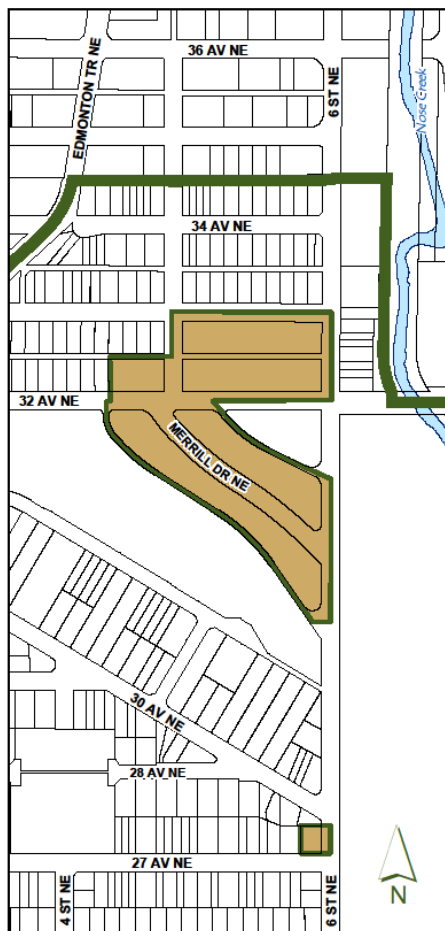 36 AV NE
EDMONTON TR NE
6 ST NE
Nose Creek
34 AV NE
32 AV NE
MERRILL DR NE
30 AV NE
28 AV NE
27 AV NE
4 ST NE
6 ST NE
N